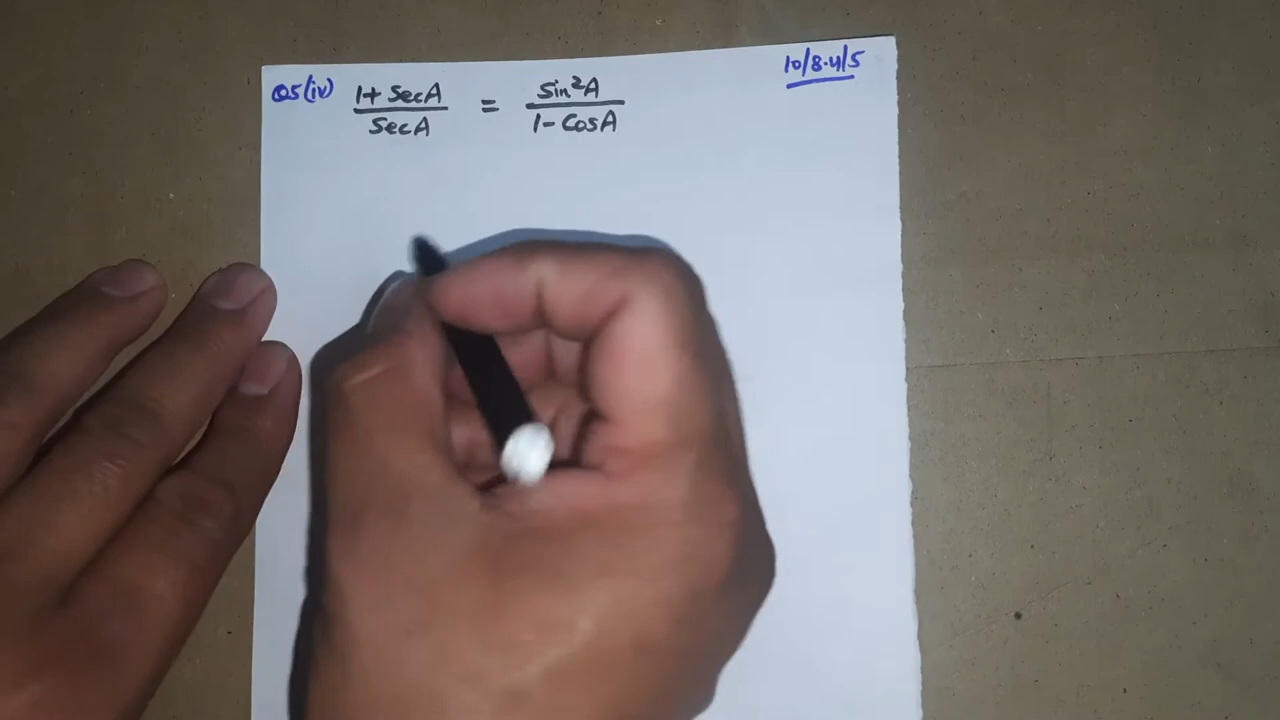 10/8.4/5
Q5(iv) 1+ SecA / SecA = Sin²A / 1- CosA